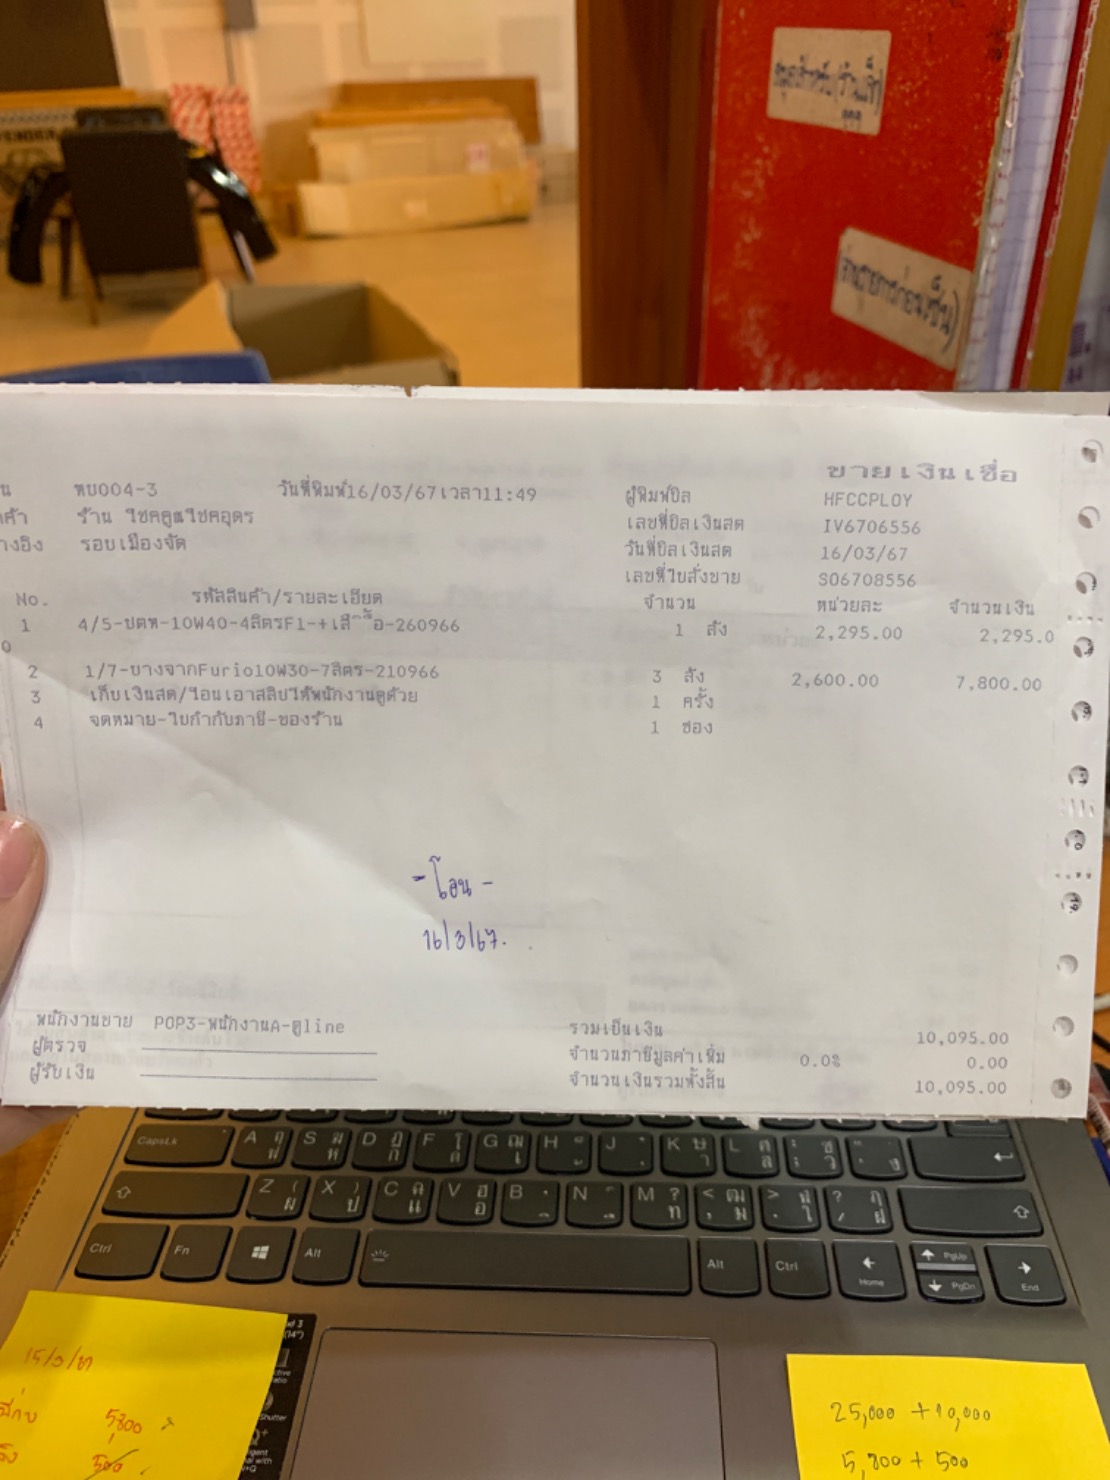 ขายเงินเชื่อ
หบ004-3 วันที่พิมพ์16/03/67เวลา11:49 ผู้พิมพ์บิล HFCCPLOY
ร้าน โชคคูณโชคอุดร เลขที่บิลเงินสด IV6706556
างอิง รอบเมืองจัด วันที่บิลเงินสด 16/03/67
เลขที่ใบสั่งขาย SO6708556
No. รหัสสินค้า/รายละเอียด จำนวน หน่วยละ จำนวนเงิน
1 4/5-ปตท-10W40-4ลิตรF1-+เสื้อ-260966 1 ลัง 2,295.00 2,295.0
0
2 1/7-บางจากFurio10W30-7ลิตร-210966 3 ลัง 2,600.00 7,800.00
3 เก็บเงินสด/โอนเอาสลิปให้พนักงานดูด้วย 1 ครั้ง
4 จดหมาย-ใบกำกับภาษี-ของร้าน 1 ซอง
-โอน-
16/3/67.
พนักงานขาย POP3-พนักงานA-ดูline รวมเป็นเงิน 10,095.00
ผู้ตรวจ จำนวนภาษีมูลค่าเพิ่ม 0.0% 0.00
ผู้รับเงิน จำนวนเงินรวมทั้งสิ้น 10,095.00
CapsLk A S D F G H J K L
Z X C V B N M
Ctrl Fn Alt Alt Ctrl Home PgUp PgDn End
5,800
500
25,000 + 10,000
5,800 + 500